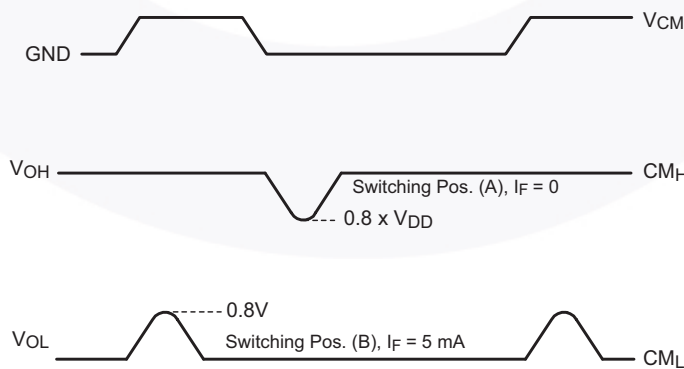 VCM
GND
VOH
CMH
Switching Pos. (A), IF = 0
0.8 x VDD
0.8V
VOL
Switching Pos. (B), IF = 5 mA
CML